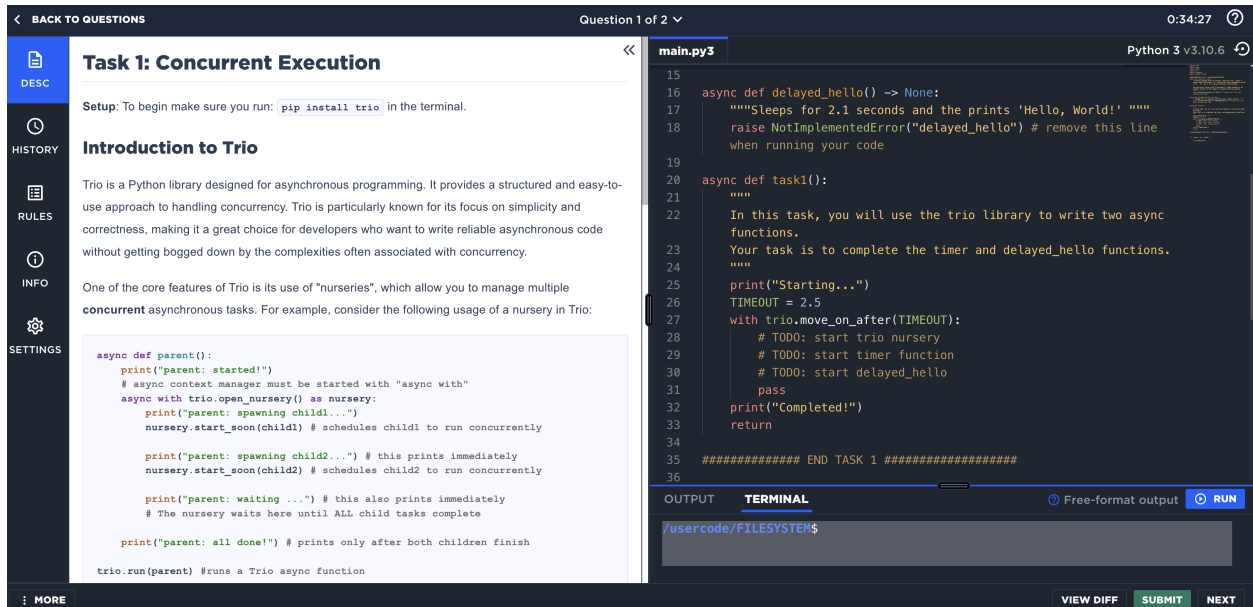 BACK TO QUESTIONS
Question 1 of 2
0:34:27
DESC
HISTORY
RULES
INFO
SETTINGS
Task 1: Concurrent Execution
Setup: To begin make sure you run: pip install trio in the terminal.
Introduction to Trio
Trio is a Python library designed for asynchronous programming. It provides a structured and easy-to-
use approach to handling concurrency. Trio is particularly known for its focus on simplicity and
correctness, making it a great choice for developers who want to write reliable asynchronous code
without getting bogged down by the complexities often associated with concurrency.
One of the core features of Trio is its use of "nurseries", which allow you to manage multiple
concurrent asynchronous tasks. For example, consider the following usage of a nursery in Trio:
async def parent():
print("parent: started!")
# async context manager must be started with "async with"
async with trio.open_nursery() as nursery:
print("parent: spawning child1...")
nursery.start_soon(child1) # schedules child1 to run concurrently
print("parent: spawning child2...") # this prints immediately
nursery.start_soon(child2) # schedules child2 to run concurrently
print("parent: waiting ...") # this also prints immediately
# The nursery waits here until ALL child tasks complete
print("parent: all done!") # prints only after both children finish
trio.run(parent) #runs a Trio async function
main.py3
Python 3 v3.10.6
15
16 async def delayed_hello() -> None:
17 """Sleeps for 2.1 seconds and the prints 'Hello, World!' """
18 raise NotImplementedError("delayed_hello") # remove this line
when running your code
19
20 async def task1():
21 """
22 In this task, you will use the trio library to write two async
functions.
23 Your task is to complete the timer and delayed_hello functions.
24 """
25 print("Starting...")
26 TIMEOUT = 2.5
27 with trio.move_on_after(TIMEOUT):
28 # TODO: start trio nursery
29 # TODO: start timer function
30 # TODO: start delayed_hello
31 pass
32 print("Completed!")
33 return
34
35 ############## END TASK 1 ###################
36
OUTPUT
TERMINAL
Free-format output
RUN
/usercode/FILESYSTEM$
MORE
VIEW DIFF
SUBMIT
NEXT